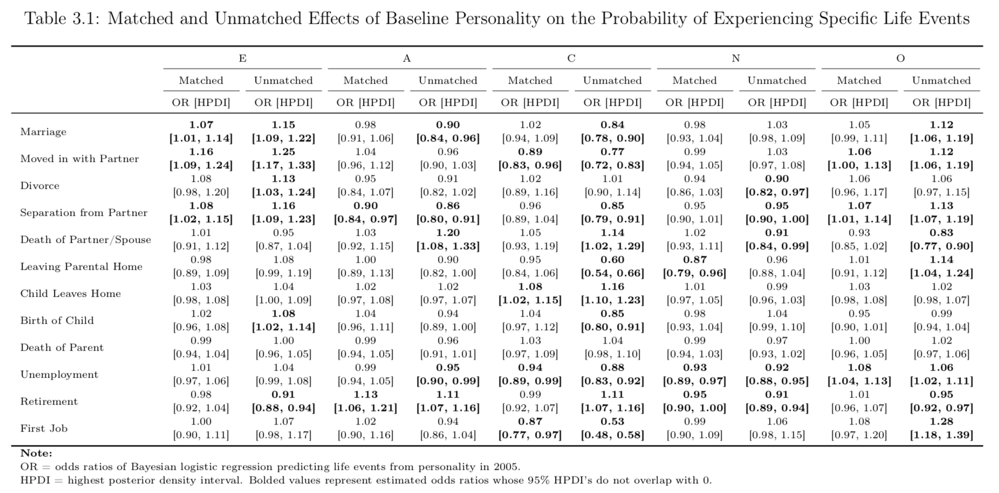 Table 3.1: Matched and Unmatched Effects of Baseline Personality on the Probability of Experiencing Specific Life Events
E A C N O
Matched Unmatched Matched Unmatched Matched Unmatched Matched Unmatched Matched Unmatched
OR [HPDI] OR [HPDI] OR [HPDI] OR [HPDI] OR [HPDI] OR [HPDI] OR [HPDI] OR [HPDI] OR [HPDI] OR [HPDI]
Marriage
1.07 1.15 0.98 0.90 1.02 0.84 0.98 1.03 1.05 1.12
[1.01, 1.14] [1.09, 1.22] [0.91, 1.06] [0.84, 0.96] [0.94, 1.09] [0.78, 0.90] [0.93, 1.04] [0.98, 1.09] [0.99, 1.11] [1.06, 1.19]
Moved in with Partner
1.16 1.25 1.04 0.96 0.89 0.77 0.99 1.03 1.06 1.12
[1.09, 1.24] [1.17, 1.33] [0.96, 1.12] [0.90, 1.03] [0.83, 0.96] [0.72, 0.83] [0.94, 1.05] [0.97, 1.08] [1.00, 1.13] [1.06, 1.19]
Divorce
1.08 1.13 0.95 0.91 1.02 1.01 0.94 0.90 1.06 1.06
[0.98, 1.20] [1.03, 1.24] [0.84, 1.07] [0.82, 1.02] [0.89, 1.16] [0.90, 1.14] [0.86, 1.03] [0.82, 0.97] [0.96, 1.17] [0.97, 1.15]
Separation from Partner
1.08 1.16 0.90 0.86 0.96 0.85 0.95 0.95 1.07 1.13
[1.02, 1.15] [1.09, 1.23] [0.84, 0.97] [0.80, 0.91] [0.89, 1.04] [0.79, 0.91] [0.90, 1.01] [0.90, 1.00] [1.01, 1.14] [1.07, 1.19]
Death of Partner/Spouse
1.01 0.95 1.03 1.20 1.05 1.14 1.02 0.91 0.93 0.83
[0.91, 1.12] [0.87, 1.04] [0.92, 1.15] [1.08, 1.33] [0.93, 1.19] [1.02, 1.29] [0.93, 1.11] [0.84, 0.99] [0.85, 1.02] [0.77, 0.90]
Leaving Parental Home
0.98 1.08 1.00 0.90 0.95 0.60 0.87 0.96 1.01 1.14
[0.89, 1.09] [0.99, 1.19] [0.89, 1.13] [0.82, 1.00] [0.84, 1.06] [0.54, 0.66] [0.79, 0.96] [0.88, 1.04] [0.91, 1.12] [1.04, 1.24]
Child Leaves Home
1.03 1.04 1.02 1.02 1.08 1.16 1.01 0.99 1.03 1.02
[0.98, 1.08] [1.00, 1.09] [0.97, 1.08] [0.97, 1.07] [1.02, 1.15] [1.10, 1.23] [0.97, 1.05] [0.96, 1.03] [0.98, 1.08] [0.98, 1.07]
Birth of Child
1.02 1.08 1.04 0.94 1.04 0.85 0.98 1.04 0.95 0.99
[0.96, 1.08] [1.02, 1.14] [0.96, 1.11] [0.89, 1.00] [0.97, 1.12] [0.80, 0.91] [0.93, 1.04] [0.99, 1.10] [0.90, 1.01] [0.94, 1.04]
Death of Parent
0.99 1.00 0.99 0.96 1.03 1.04 0.99 0.97 1.00 1.02
[0.94, 1.04] [0.96, 1.05] [0.94, 1.05] [0.91, 1.01] [0.97, 1.09] [0.98, 1.10] [0.94, 1.03] [0.93, 1.02] [0.96, 1.05] [0.97, 1.06]
Unemployment
1.01 1.04 0.99 0.95 0.94 0.88 0.93 0.92 1.08 1.06
[0.97, 1.06] [0.99, 1.08] [0.94, 1.05] [0.90, 0.99] [0.89, 0.99] [0.83, 0.92] [0.89, 0.97] [0.88, 0.95] [1.04, 1.13] [1.02, 1.11]
Retirement
0.98 0.91 1.13 1.11 0.99 1.11 0.95 0.91 1.01 0.95
[0.92, 1.04] [0.88, 0.94] [1.06, 1.21] [1.07, 1.16] [0.92, 1.07] [1.07, 1.16] [0.90, 1.00] [0.89, 0.94] [0.96, 1.07] [0.92, 0.97]
First Job
1.00 1.07 1.02 0.94 0.87 0.53 0.99 1.06 1.08 1.28
[0.90, 1.11] [0.98, 1.17] [0.90, 1.16] [0.86, 1.04] [0.77, 0.97] [0.48, 0.58] [0.90, 1.09] [0.98, 1.15] [0.97, 1.20] [1.18, 1.39]
Note:
OR = odds ratios of Bayesian logistic regression predicting life events from personality in 2005.
HPDI = highest posterior density interval. Bolded values represent estimated odds ratios whose 95% HPDI's do not overlap with 0.